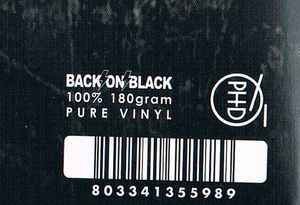 BACK ON BLACK
100% 180gram
PURE VINYL
PHD
803341355989